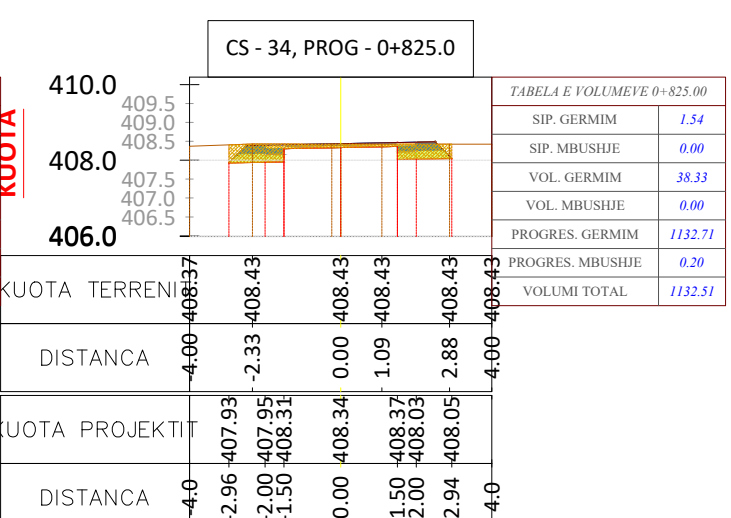 CS - 34, PROG - 0+825.0
KUOTA
410.0
409.5
409.0
408.5
408.0
407.5
407.0
406.5
406.0
TABELA E VOLUMEVE 0+825.00
SIP. GERMIM 1.54
SIP. MBUSHJE 0.00
VOL. GERMIM 38.33
VOL. MBUSHJE 0.00
PROGRES. GERMIM 1132.71
PROGRES. MBUSHJE 0.20
VOLUMI TOTAL 1132.51
KUOTA TERRENIT 408.37 408.43 408.43 408.43 408.43 408.43
DISTANCA -4.00 -2.33 0.00 1.09 2.88 4.00
KUOTA PROJEKTIT 407.93 407.95 408.31 408.34 408.37 408.03 408.05
DISTANCA -4.0 -2.96 -2.00 -1.50 0.00 1.50 2.00 2.94 4.0